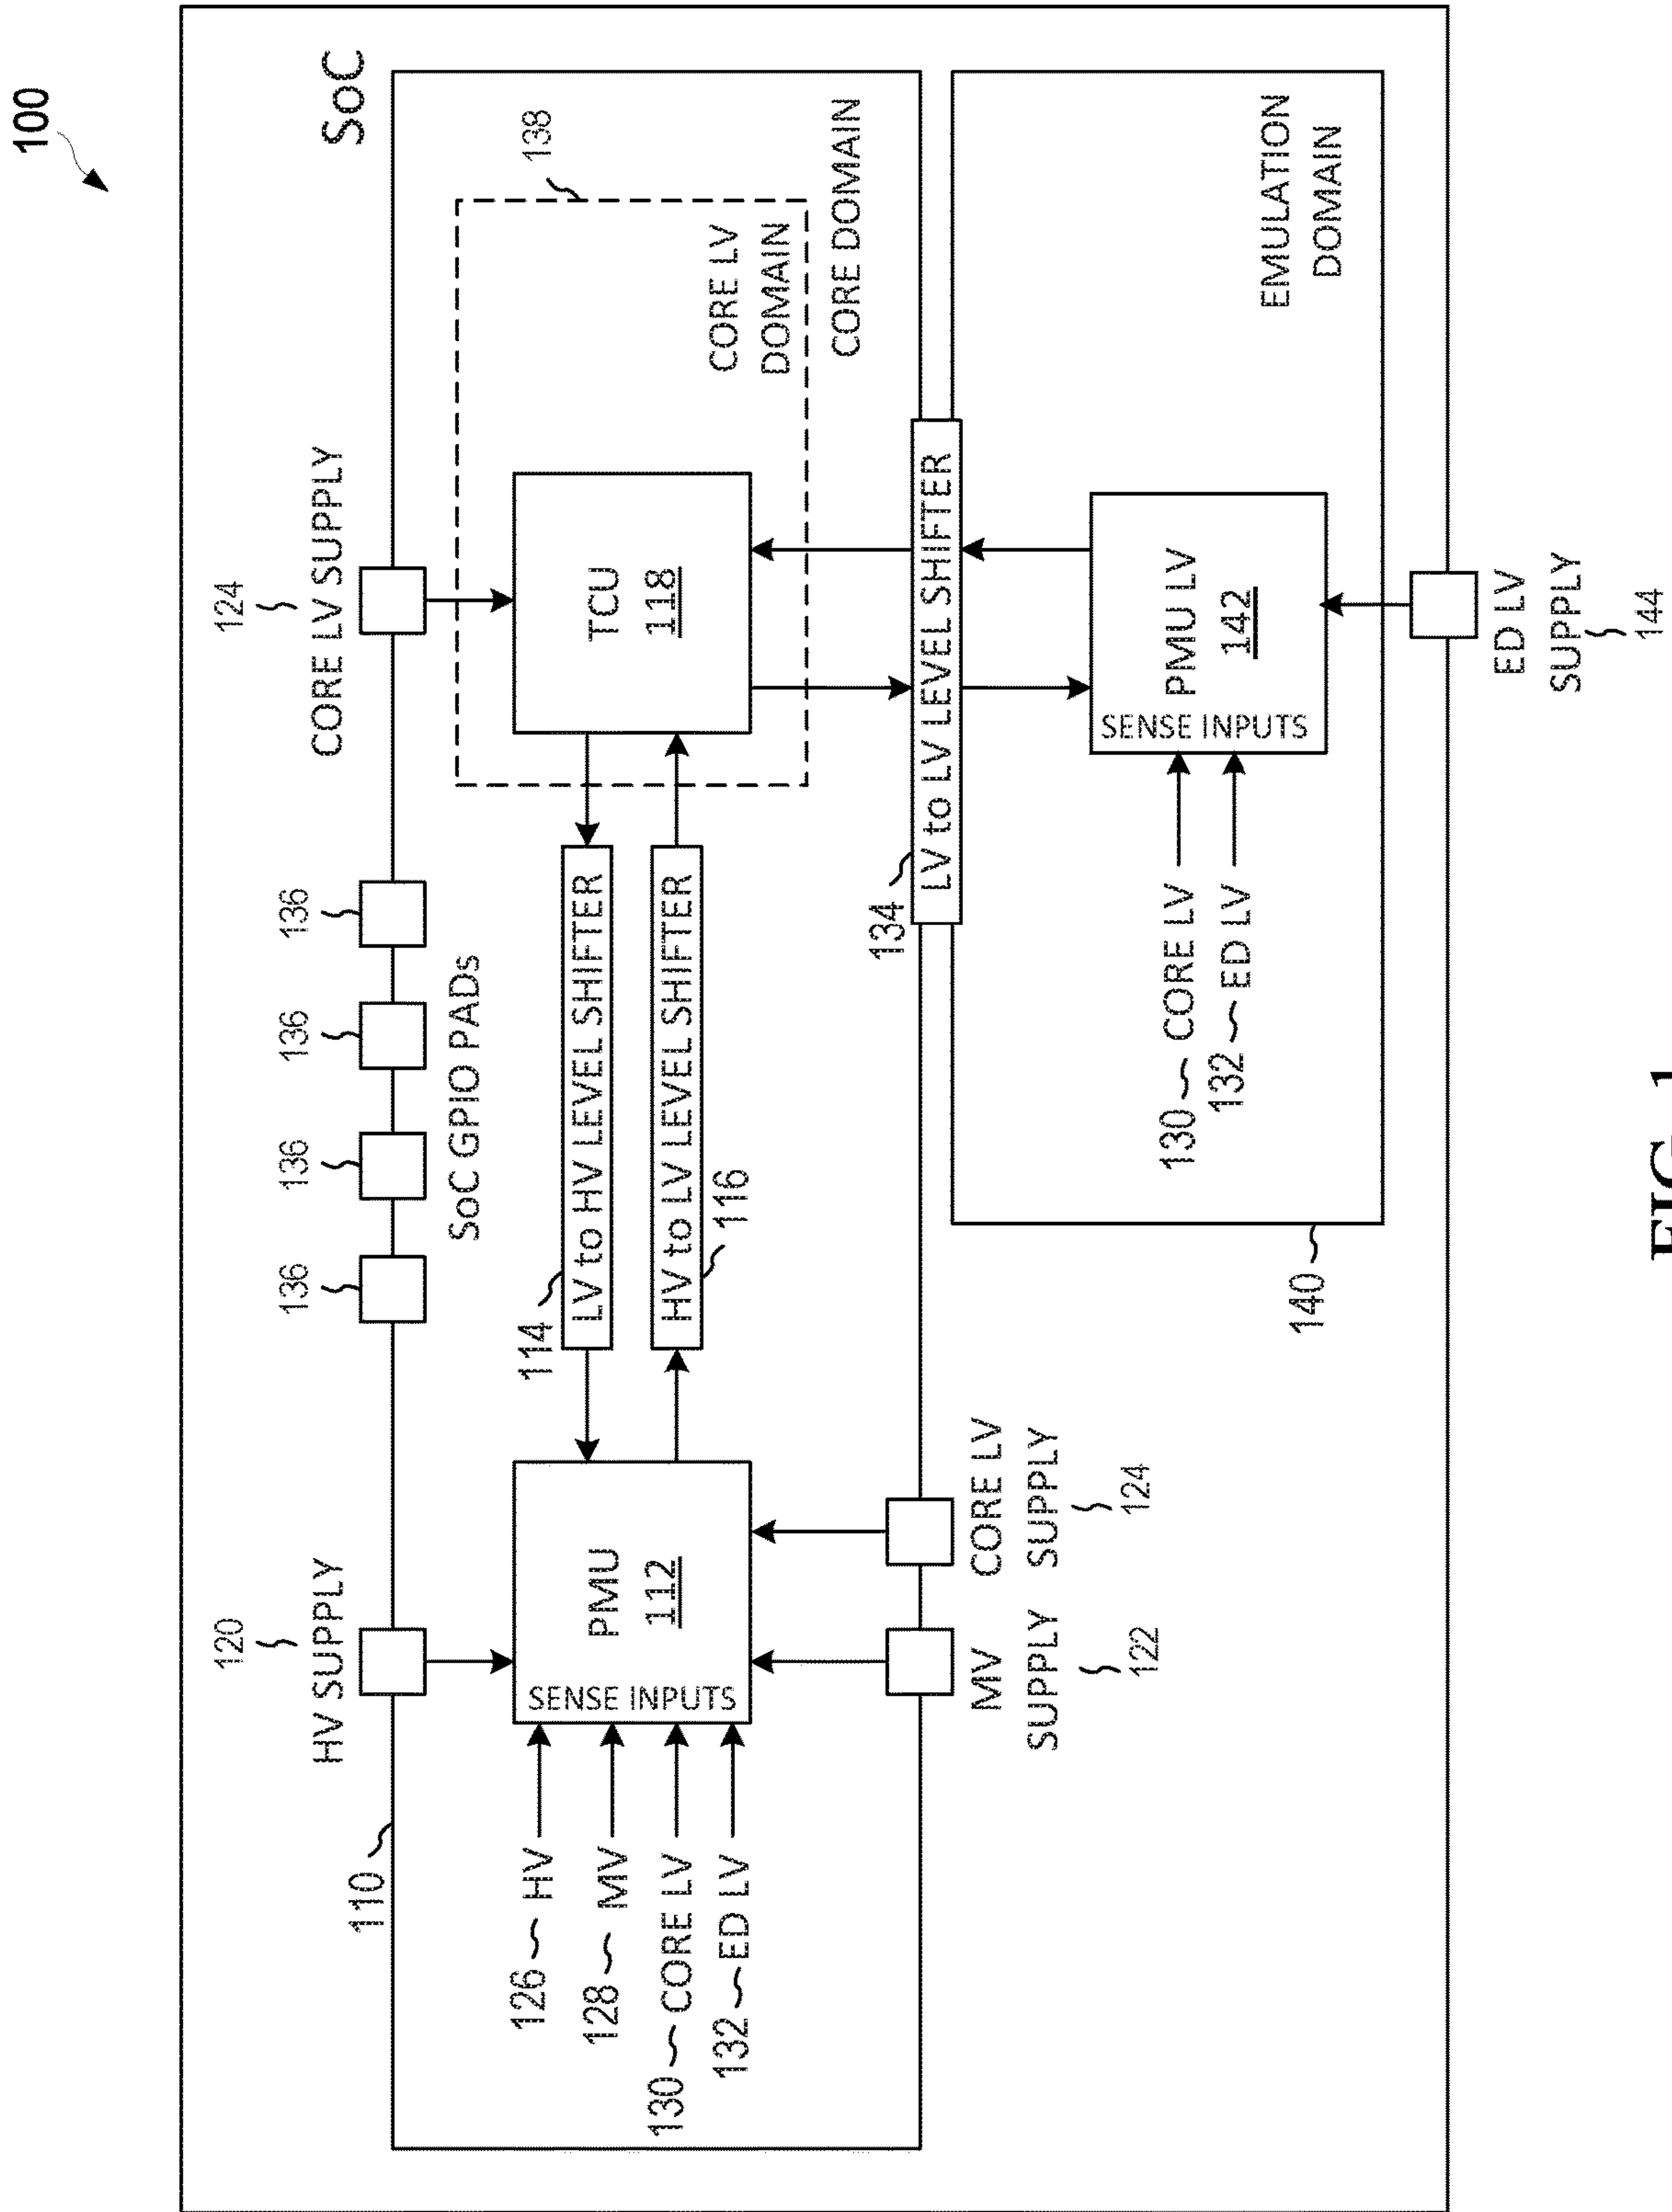 100
SoC
120
HV SUPPLY
136
136
136
136
SoC GPIO PADs
124
CORE LV SUPPLY
110
138
126 HV
128 MV
130 CORE LV
132 ED LV
SENSE INPUTS
PMU
112
114
LV to HV LEVEL SHIFTER
HV to LV LEVEL SHIFTER
116
TCU
118
CORE LV
DOMAIN
CORE DOMAIN
MV
SUPPLY
122
CORE LV
SUPPLY
124
134
LV to LV LEVEL SHIFTER
130 CORE LV
132 ED LV
SENSE INPUTS
PMU LV
142
EMULATION
DOMAIN
140
ED LV
SUPPLY
144
FIG. 1